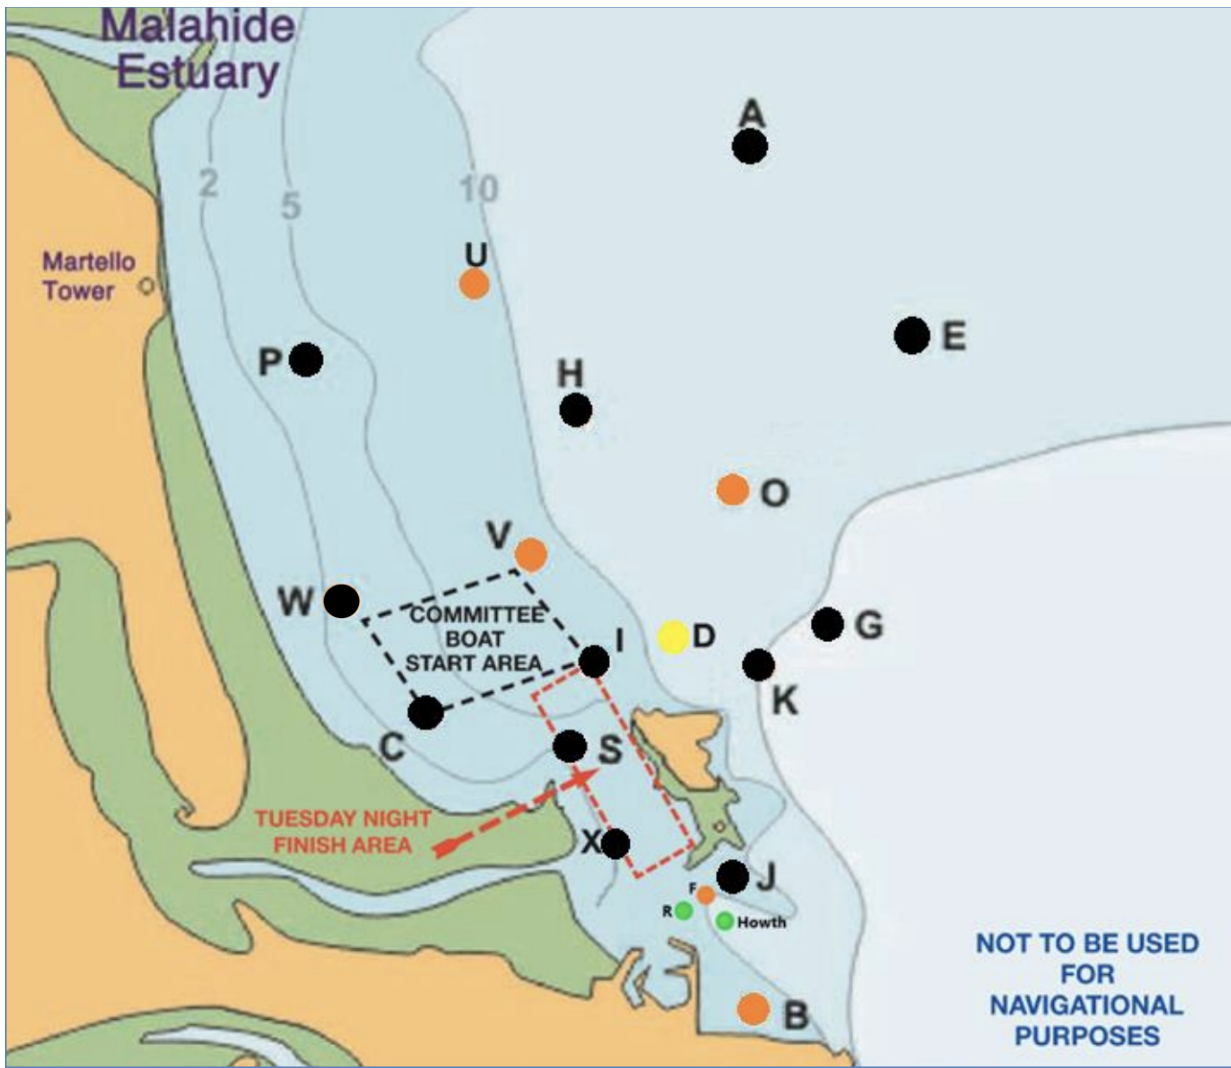 Malahide
Estuary
A
2
5
10
U
Martello
Tower
E
P
H
O
V
W
COMMITTEE
BOAT
START AREA
I
D
G
K
C
S
TUESDAY NIGHT
FINISH AREA
X
J
F
R
Howth
B
NOT TO BE USED
FOR
NAVIGATIONAL
PURPOSES